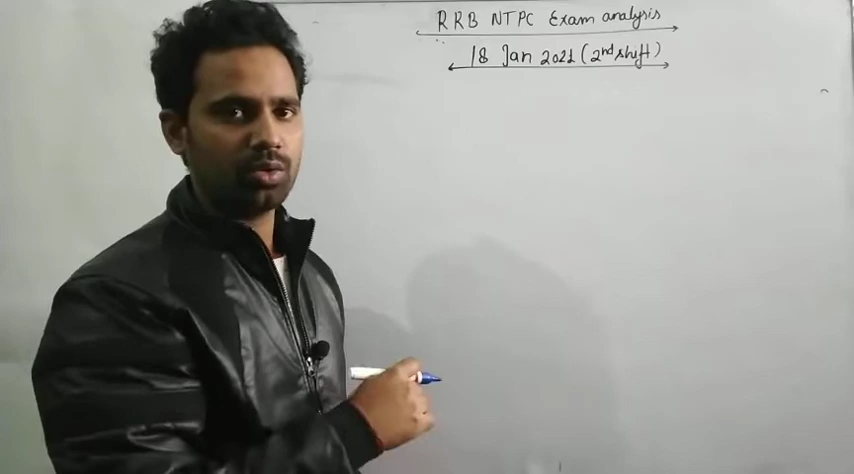 RRB NTPC Exam analysis
18 Jan 2021 (2nd shift)